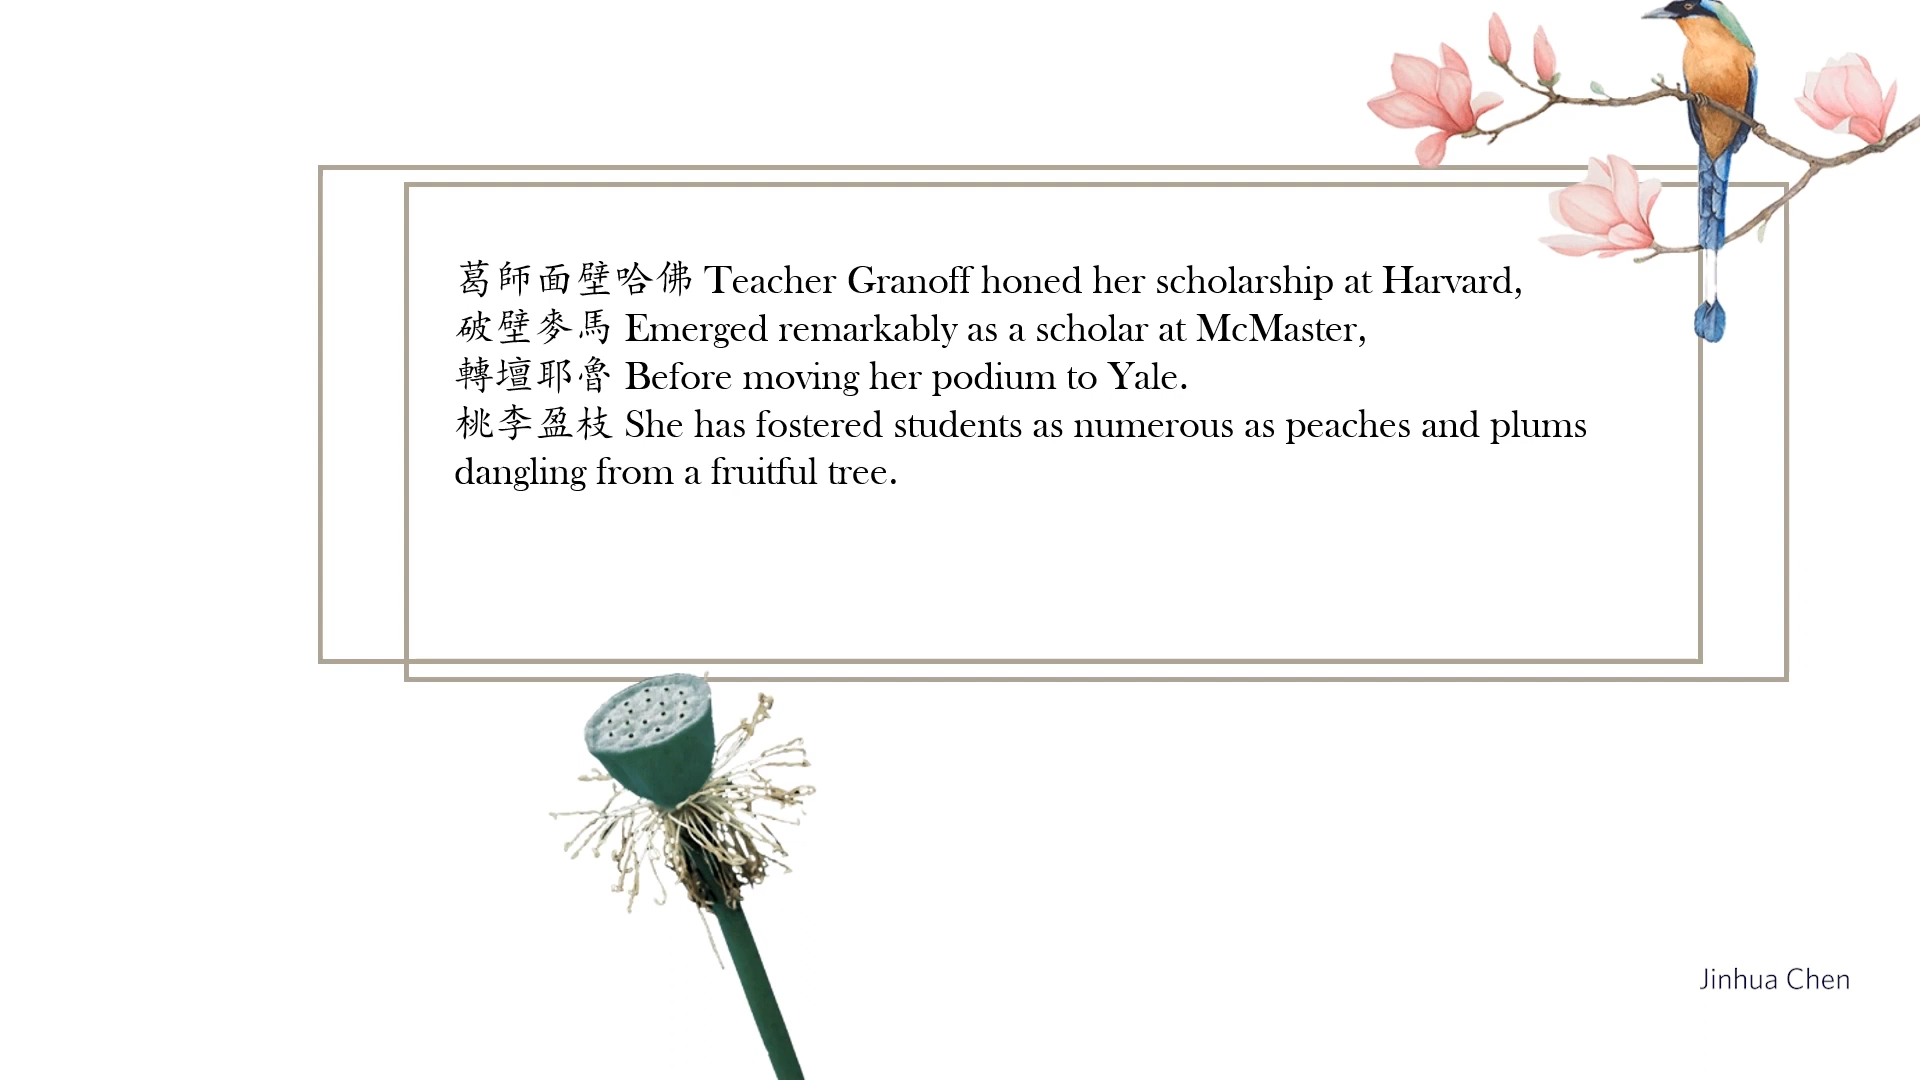 葛師面壁哈佛 Teacher Granoff honed her scholarship at Harvard,
破壁麥馬 Emerged remarkably as a scholar at McMaster,
轉壇耶魯 Before moving her podium to Yale.
桃李盈枝 She has fostered students as numerous as peaches and plums
dangling from a fruitful tree.
Jinhua Chen